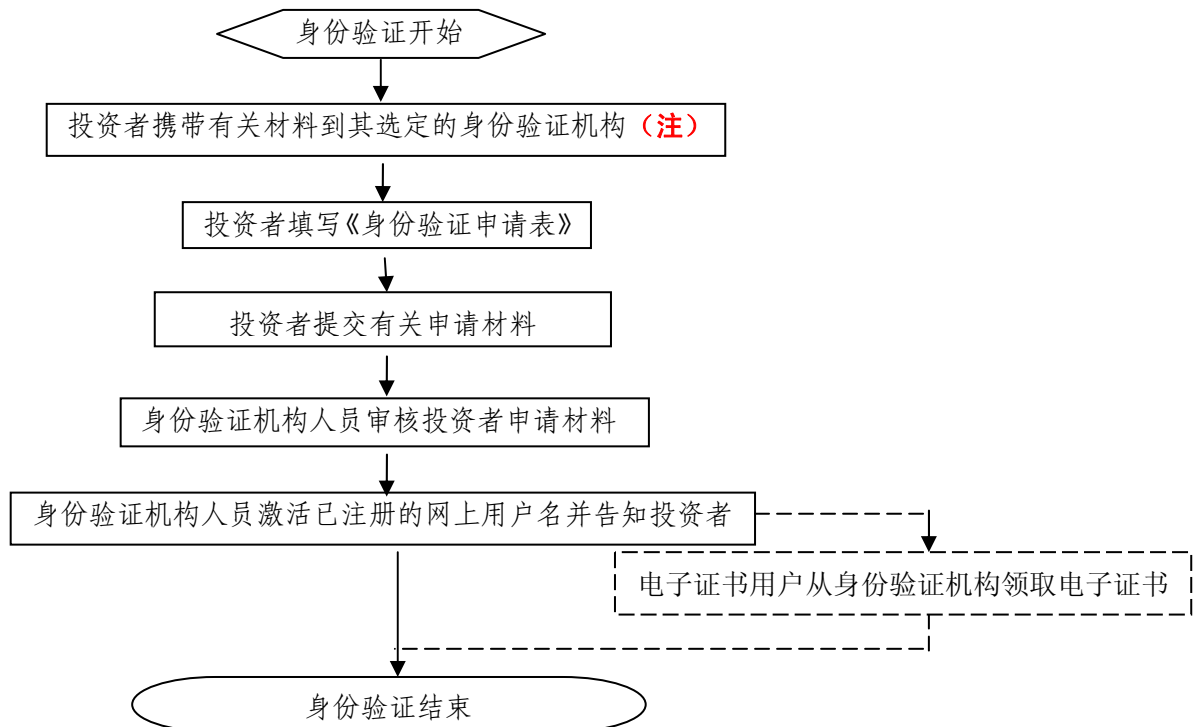 身份验证开始
投资者携带有关材料到其选定的身份验证机构（注）
投资者填写《身份验证申请表》
投资者提交有关申请材料
身份验证机构人员审核投资者申请材料
身份验证机构人员激活已注册的网上用户名并告知投资者
电子证书用户从身份验证机构领取电子证书
身份验证结束